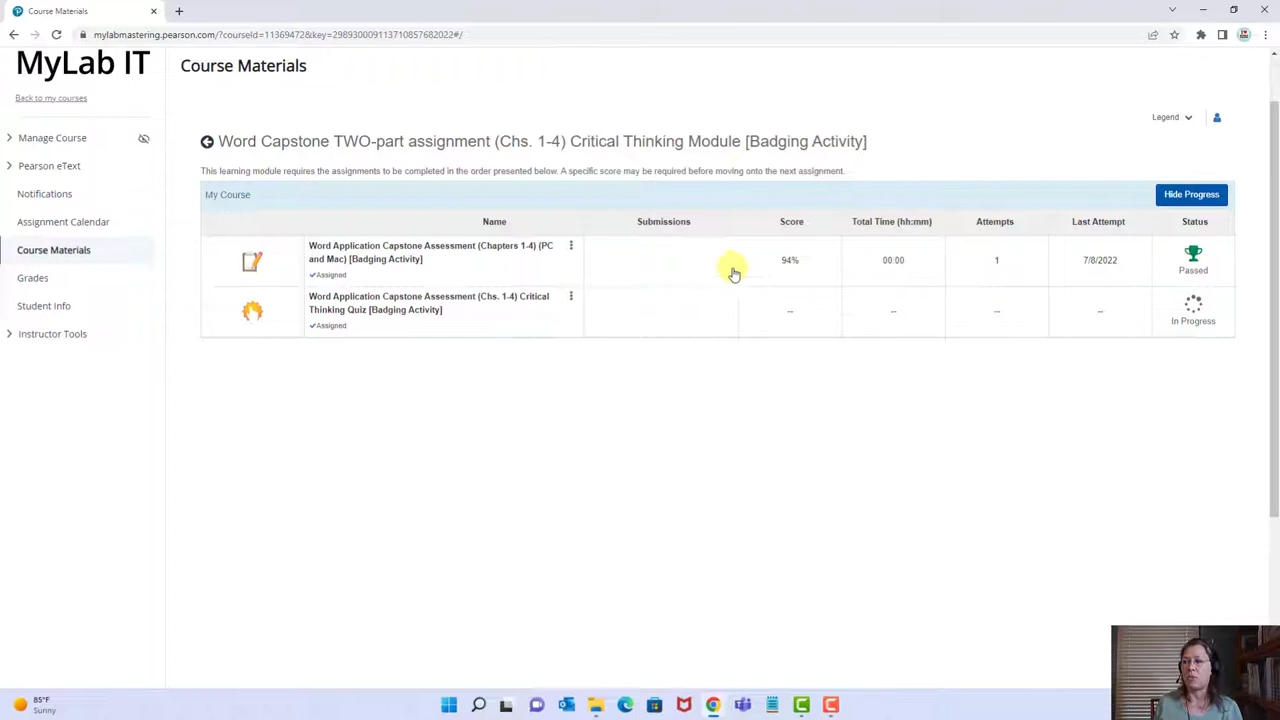 Course Materials
mylabmastering.pearson.com/?courseId=11369472&key=298930009113710857682022#/
MyLab IT
Back to my courses
Manage Course
Pearson eText
Notifications
Assignment Calendar
Course Materials
Grades
Student Info
Instructor Tools
Course Materials
Legend
Word Capstone TWO-part assignment (Chs. 1-4) Critical Thinking Module [Badging Activity]
This learning module requires the assignments to be completed in the order presented below. A specific score may be required before moving onto the next assignment.
My Course
Hide Progress
Name Submissions Score Total Time (hh:mm) Attempts Last Attempt Status
Word Application Capstone Assessment (Chapters 1-4) (PC
and Mac) [Badging Activity]
Assigned
94% 00:00 1 7/8/2022
Passed
Word Application Capstone Assessment (Chs. 1-4) Critical
Thinking Quiz [Badging Activity]
Assigned
-- -- -- --
In Progress
85°F
Sunny